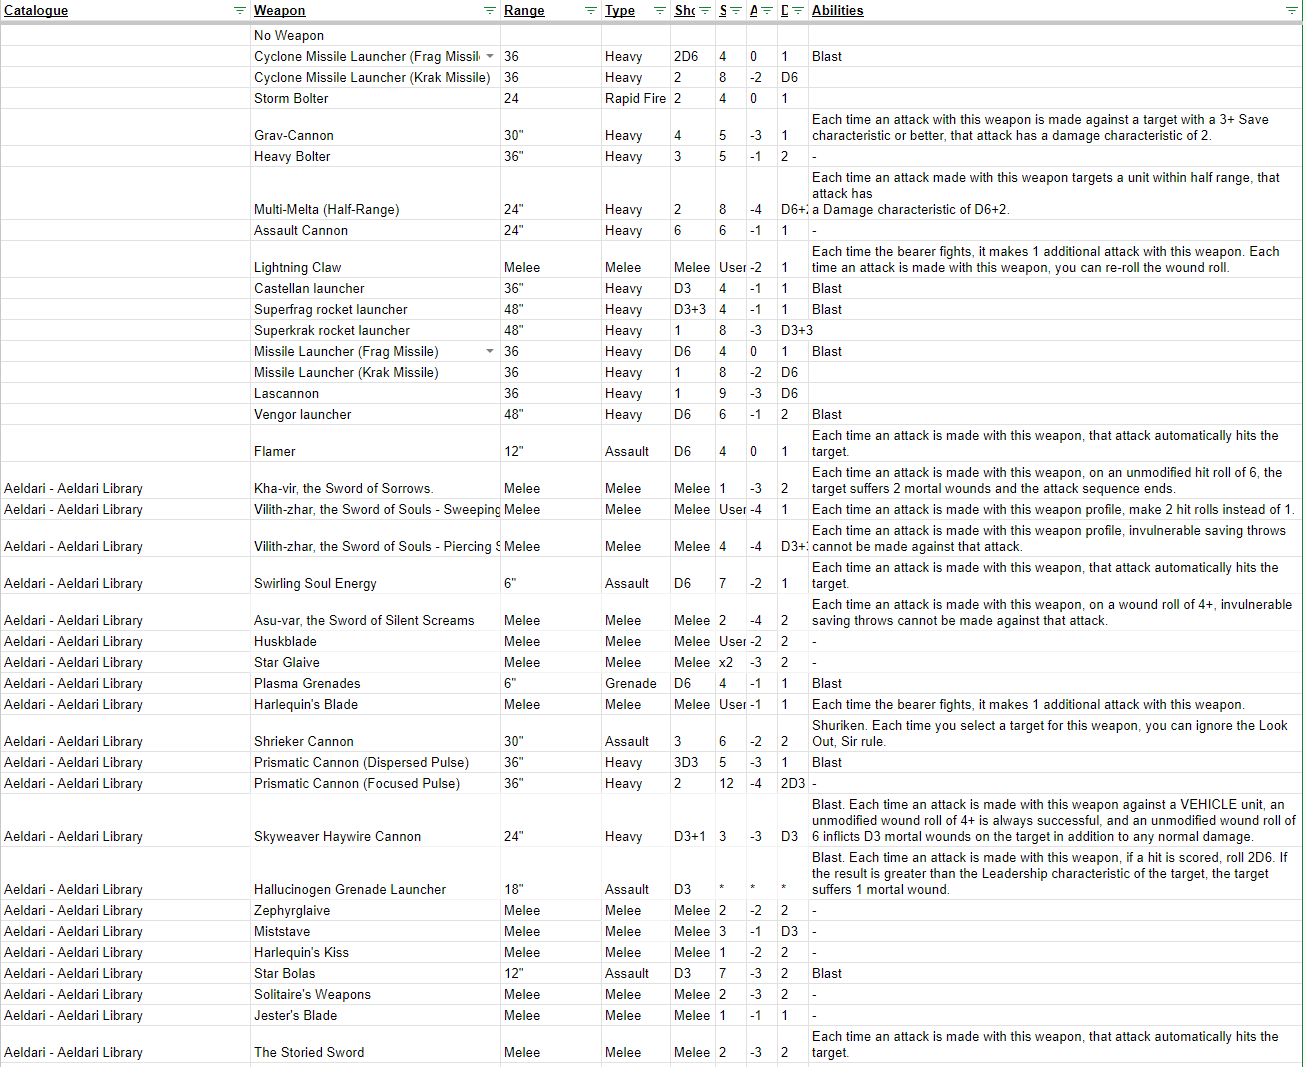 Catalogue Weapon Range Type Sho S A D Abilities
No Weapon
Cyclone Missile Launcher (Frag Missil 36 Heavy 2D6 4 0 1 Blast
Cyclone Missile Launcher (Krak Missile) 36 Heavy 2 8 -2 D6
Storm Bolter 24 Rapid Fire 2 4 0 1
Each time an attack with this weapon is made against a target with a 3+ Save
Grav-Cannon 30" Heavy 4 5 -3 1 characteristic or better, that attack has a damage characteristic of 2.
Heavy Bolter 36" Heavy 3 5 -1 2 -
Each time an attack made with this weapon targets a unit within half range, that
attack has
Multi-Melta (Half-Range) 24" Heavy 2 8 -4 D6+2 a Damage characteristic of D6+2.
Assault Cannon 24" Heavy 6 6 -1 1 -
Each time the bearer fights, it makes 1 additional attack with this weapon. Each
Lightning Claw Melee Melee Melee User -2 1 time an attack is made with this weapon, you can re-roll the wound roll.
Castellan launcher 36" Heavy D3 4 -1 1 Blast
Superfrag rocket launcher 48" Heavy D3+3 4 -1 1 Blast
Superkrak rocket launcher 48" Heavy 1 8 -3 D3+3
Missile Launcher (Frag Missile) 36 Heavy D6 4 0 1 Blast
Missile Launcher (Krak Missile) 36 Heavy 1 8 -2 D6
Lascannon 36 Heavy 1 9 -3 D6
Vengor launcher 48" Heavy D6 6 -1 2 Blast
Each time an attack is made with this weapon, that attack automatically hits the
Flamer 12" Assault D6 4 0 1 target.
Each time an attack is made with this weapon, on an unmodified hit roll of 6, the
Aeldari - Aeldari Library Kha-vir, the Sword of Sorrows. Melee Melee Melee 1 -3 2 target suffers 2 mortal wounds and the attack sequence ends.
Aeldari - Aeldari Library Vilith-zhar, the Sword of Souls - Sweeping Melee Melee Melee User -4 1 Each time an attack is made with this weapon profile, make 2 hit rolls instead of 1.
Each time an attack is made with this weapon profile, invulnerable saving throws
Aeldari - Aeldari Library Vilith-zhar, the Sword of Souls - Piercing S Melee Melee Melee 4 -4 D3+ cannot be made against that attack.
Each time an attack is made with this weapon, that attack automatically hits the
Aeldari - Aeldari Library Swirling Soul Energy 6" Assault D6 7 -2 1 target.
Each time an attack is made with this weapon, on a wound roll of 4+, invulnerable
Aeldari - Aeldari Library Asu-var, the Sword of Silent Screams Melee Melee Melee 2 -4 2 saving throws cannot be made against that attack.
Aeldari - Aeldari Library Huskblade Melee Melee Melee User -2 2 -
Aeldari - Aeldari Library Star Glaive Melee Melee Melee x2 -3 2 -
Aeldari - Aeldari Library Plasma Grenades 6" Grenade D6 4 -1 1 Blast
Aeldari - Aeldari Library Harlequin's Blade Melee Melee Melee User -1 1 Each time the bearer fights, it makes 1 additional attack with this weapon.
Shuriken. Each time you select a target for this weapon, you can ignore the Look
Aeldari - Aeldari Library Shrieker Cannon 30" Assault 3 6 -2 2 Out, Sir rule.
Aeldari - Aeldari Library Prismatic Cannon (Dispersed Pulse) 36" Heavy 3D3 5 -3 1 Blast
Aeldari - Aeldari Library Prismatic Cannon (Focused Pulse) 36" Heavy 2 12 -4 2D3 -
Blast. Each time an attack is made with this weapon against a VEHICLE unit, an
unmodified wound roll of 4+ is always successful, and an unmodified wound roll of
Aeldari - Aeldari Library Skyweaver Haywire Cannon 24" Heavy D3+1 3 -3 D3 6 inflicts D3 mortal wounds on the target in addition to any normal damage.
Blast. Each time an attack is made with this weapon, if a hit is scored, roll 2D6. If
the result is greater than the Leadership characteristic of the target, the target
Aeldari - Aeldari Library Hallucinogen Grenade Launcher 18" Assault D3 * * * suffers 1 mortal wound.
Aeldari - Aeldari Library Zephyrglaive Melee Melee Melee 2 -2 2 -
Aeldari - Aeldari Library Miststave Melee Melee Melee 3 -1 D3 -
Aeldari - Aeldari Library Harlequin's Kiss Melee Melee Melee 1 -2 2 -
Aeldari - Aeldari Library Star Bolas 12" Assault D3 7 -3 2 Blast
Aeldari - Aeldari Library Solitaire's Weapons Melee Melee Melee 2 -3 2 -
Aeldari - Aeldari Library Jester's Blade Melee Melee Melee 1 -1 1 -
Each time an attack is made with this weapon, that attack automatically hits the
Aeldari - Aeldari Library The Storied Sword Melee Melee Melee 2 -3 2 target.